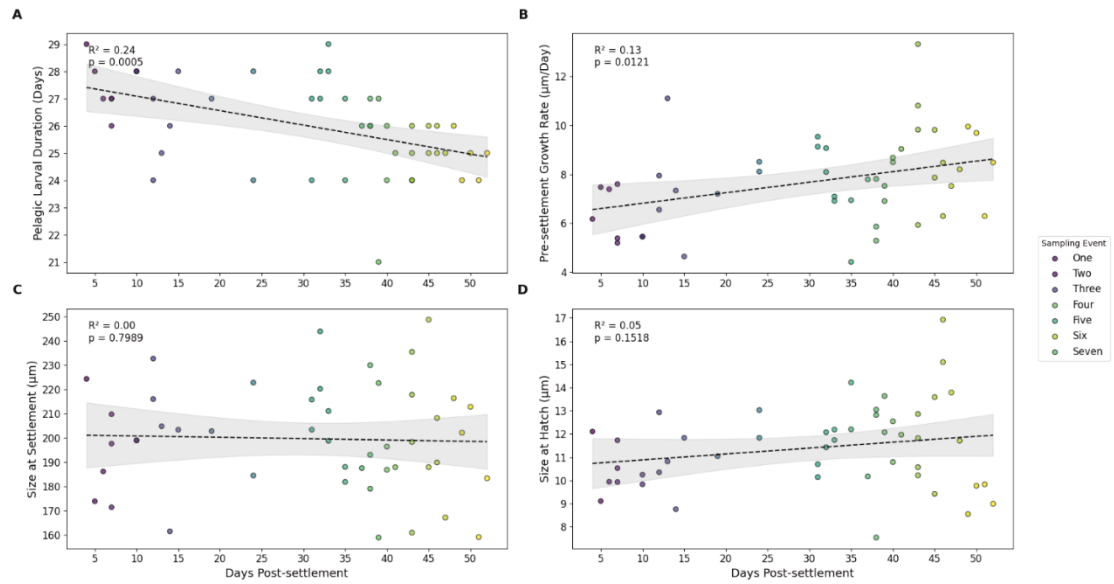 A
R² = 0.24
p = 0.0005
Pelagic Larval Duration (Days)
29
28
27
26
25
24
23
22
21
5 10 15 20 25 30 35 40 45 50
B
R² = 0.13
p = 0.0121
Pre-settlement Growth Rate (μm/Day)
12
10
8
6
4
5 10 15 20 25 30 35 40 45 50
C
R² = 0.00
p = 0.7989
Size at Settlement (μm)
250
240
230
220
210
200
190
180
170
160
5 10 15 20 25 30 35 40 45 50
Days Post-settlement
D
R² = 0.05
p = 0.1518
Size at Hatch (μm)
17
16
15
14
13
12
11
10
9
8
5 10 15 20 25 30 35 40 45 50
Days Post-settlement
Sampling Event
One
Two
Three
Four
Five
Six
Seven